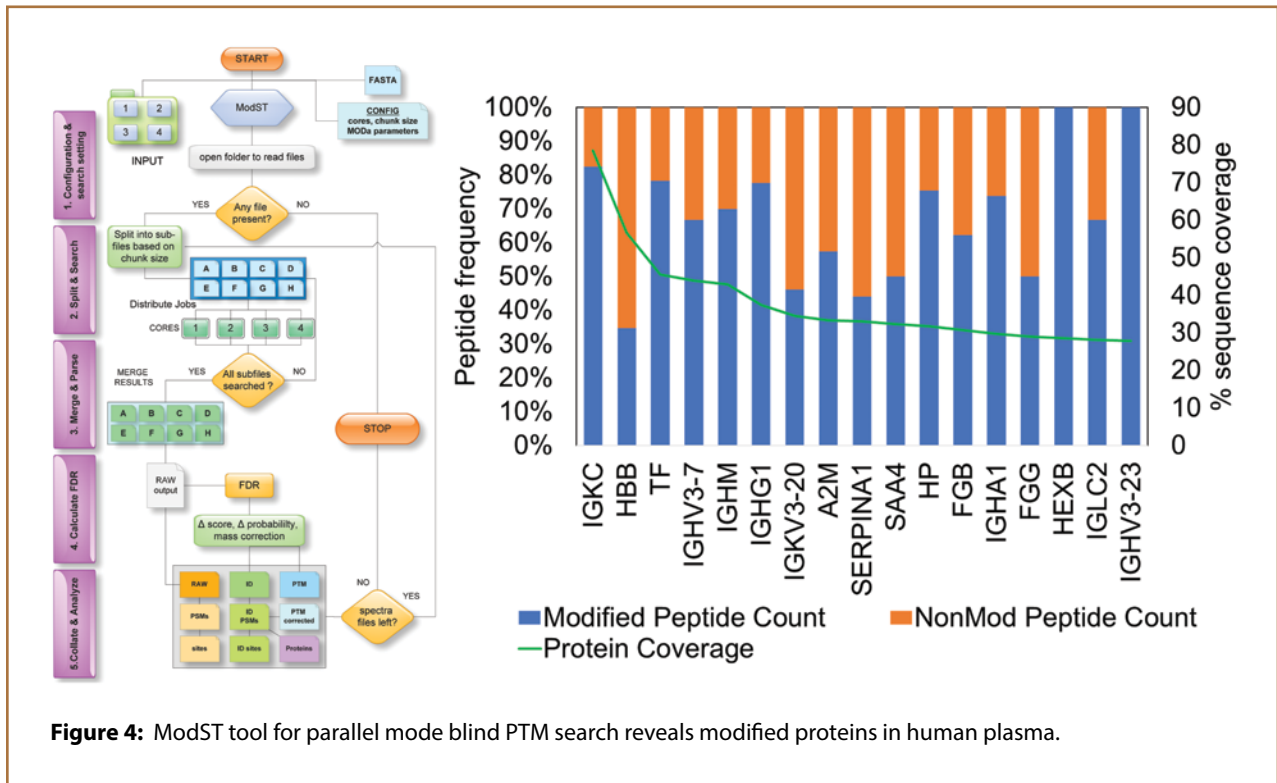 START
FASTA
ModST
CONFIG
cores, chunk size
MODa parameters
1
2
3
4
INPUT
open folder to read files
1. Configuration &
search setting
YES
Any file
present?
NO
Split into sub-
files based on
chunk size
2. Split & Search
A B C D
E F G H
Distribute Jobs
CORES
1 2 3 4
3. Merge & Parse
MERGE
RESULTS
YES
All subfiles
searched ?
NO
A B C D
E F G H
STOP
4. Calculate FDR
RAW
output
FDR
Δ score, Δ probability,
mass correction
5.Collate & Analyze
RAW
ID
PTM
PSMs
ID
PSMs
PTM
corrected
sites
ID sites
Proteins
NO
spectra
files left?
YES
Peptide frequency
100%
90%
80%
70%
60%
50%
40%
30%
20%
10%
0%
% sequence coverage
90
80
70
60
50
40
30
20
10
0
IGKC
HBB
TF
IGHV3-7
IGHM
IGHG1
IGKV3-20
A2M
SERPINA1
SAA4
HP
FGB
IGHA1
FGG
HEXB
IGLC2
IGHV3-23
Modified Peptide Count
NonMod Peptide Count
Protein Coverage
Figure 4: ModST tool for parallel mode blind PTM search reveals modified proteins in human plasma.